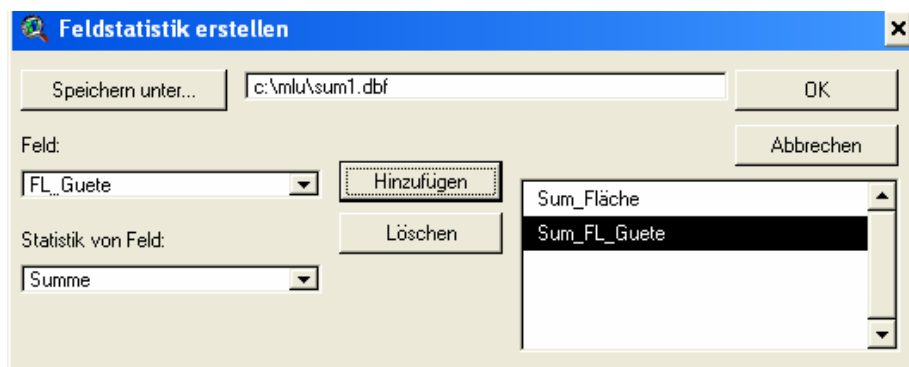 Feldstatistik erstellen
Speichern unter...
c:\mlu\sum1.dbf
OK
Abbrechen
Feld:
FL_Guete
Hinzufügen
Löschen
Statistik von Feld:
Summe
Sum_Fläche
Sum_FL_Guete